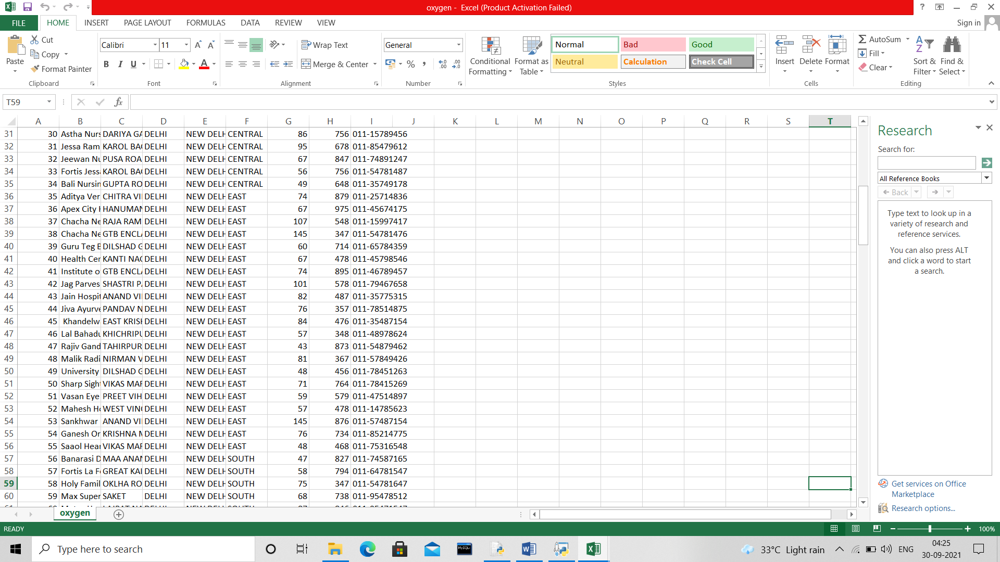 oxygen - Excel (Product Activation Failed)
FILE HOME INSERT PAGE LAYOUT FORMULAS DATA REVIEW VIEW Sign in
Paste Cut Copy Format Painter Clipboard
Calibri 11 B I U Font
Wrap Text Merge & Center Alignment
General % Number
Conditional Formatting Format as Table
Normal Bad Good
Neutral Calculation Check Cell
Styles
Insert Delete Format Cells
AutoSum Fill Clear Sort & Filter Find & Select Editing
T59 fx
A B C D E F G H I J K L M N O P Q R S T
31 30 Astha Nurs DARIYA GA DELHI NEW DELH CENTRAL 86 756 011-15789456
32 31 Jessa Ram KAROL BAG DELHI NEW DELH CENTRAL 95 678 011-85479612
33 32 Jeewan Nu PUSA ROA DELHI NEW DELH CENTRAL 67 847 011-74891247
34 33 Fortis Jess KAROL BAG DELHI NEW DELH CENTRAL 56 756 011-54781487
35 34 Bali Nursin GUPTA RO DELHI NEW DELH CENTRAL 49 648 011-35749178
36 35 Aditya Ver CHITRA VI DELHI NEW DELH EAST 74 879 011-25714836
37 36 Apex City HANUMAN DELHI NEW DELH EAST 67 975 011-45674175
38 37 Chacha Ne RAJA RAM DELHI NEW DELH EAST 107 548 011-15997417
39 38 Chacha Ne GTB ENCL DELHI NEW DELH EAST 145 347 011-54781476
40 39 Guru Teg B DILSHAD G DELHI NEW DELH EAST 60 714 011-65784359
41 40 Health Cen KANTI NAG DELHI NEW DELH EAST 67 478 011-45798546
42 41 Institute o GTB ENCL DELHI NEW DELH EAST 74 895 011-46789457
43 42 Jag Parves SHASTRI P DELHI NEW DELH EAST 101 578 011-79467658
44 43 Jain Hospit ANAND VI DELHI NEW DELH EAST 82 487 011-35775315
45 44 Jiva Ayurve PANDAV N DELHI NEW DELH EAST 76 357 011-78514875
46 45 Khandelw EAST KRISH DELHI NEW DELH EAST 84 476 011-35487154
47 46 Lal Bahadu KHICHRIPU DELHI NEW DELH EAST 57 348 011-48978624
48 47 Rajiv Gand TAHIRPUR DELHI NEW DELH EAST 43 873 011-54879462
49 48 Malik Radi NIRMAN V DELHI NEW DELH EAST 81 367 011-57849426
50 49 University DILSHAD G DELHI NEW DELH EAST 48 456 011-78451263
51 50 Sharp Sigh VIKAS MAR DELHI NEW DELH EAST 71 764 011-78415269
52 51 Vasan Eye PREET VIH DELHI NEW DELH EAST 59 579 011-47514897
53 52 Mahesh Ho WEST VINO DELHI NEW DELH EAST 57 478 011-14785623
54 53 Sankhwar ANAND VI DELHI NEW DELH EAST 145 876 011-57487154
55 54 Ganesh Or KRISHNA N DELHI NEW DELH EAST 76 734 011-85214775
56 55 Saaol Hear VIKAS MAR DELHI NEW DELH EAST 48 468 011-75316548
57 56 Banarasi D MAA ANAN DELHI NEW DELH SOUTH 47 827 011-74587165
58 57 Fortis La F GREAT KAI DELHI NEW DELH SOUTH 58 794 011-64781547
59 58 Holy Famil OKLHA RO DELHI NEW DELH SOUTH 75 347 011-54781647
60 59 Max Super SAKET DELHI NEW DELH SOUTH 68 738 011-95478512
Research
Search for:
All Reference Books
Back
Type text to look up in a
variety of research and
reference services.
You can also press ALT
and click a word to start
a search.
Get services on Office
Marketplace
Research options...
oxygen
READY 100%
Type here to search
33°C Light rain ENG
04:25
30-09-2021